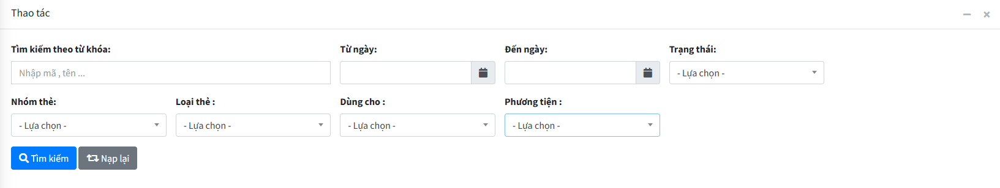 Thao tác
Tìm kiếm theo từ khóa: Từ ngày: Đến ngày: Trạng thái:
Nhập mã , tên ... - Lựa chọn -
Nhóm thẻ: Loại thẻ : Dùng cho : Phương tiện :
- Lựa chọn - - Lựa chọn - - Lựa chọn - - Lựa chọn -
Tìm kiếm Nạp lại